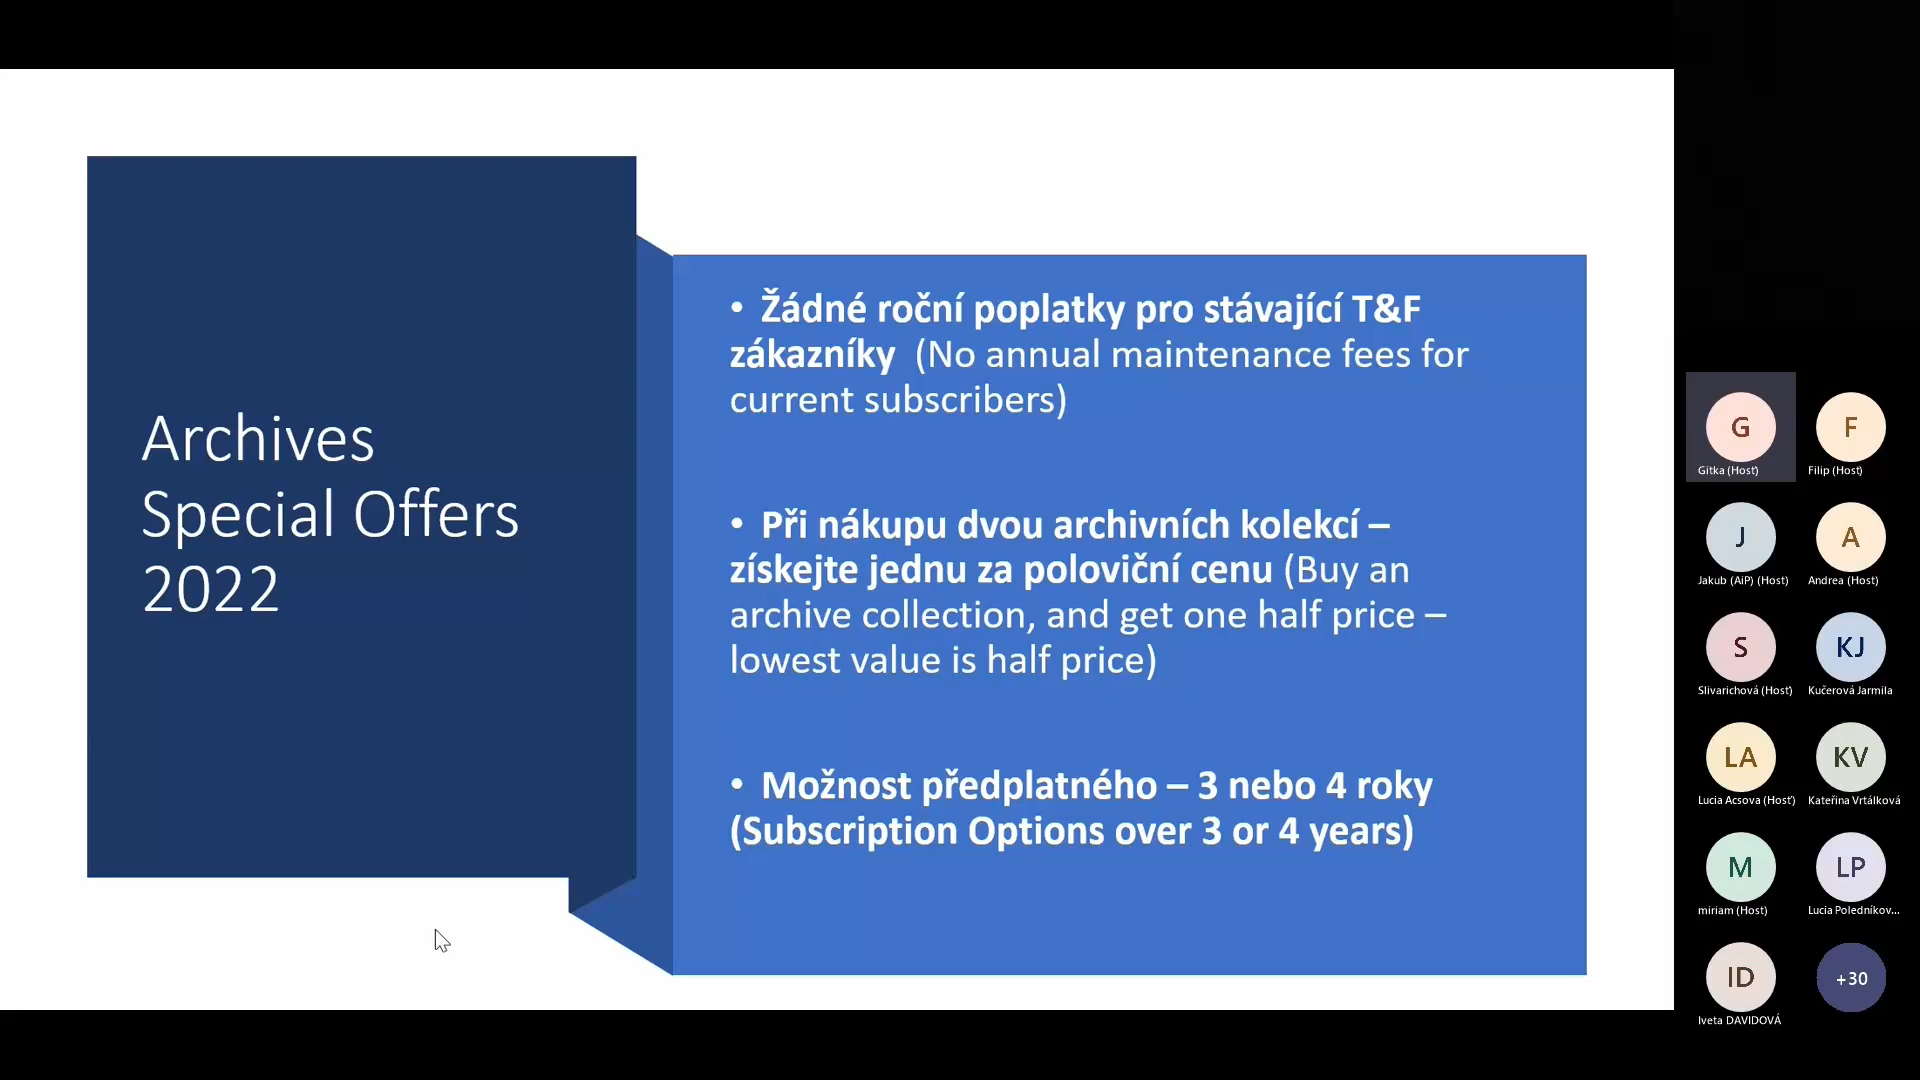 Archives
Special Offers
2022
• Žádné roční poplatky pro stávající T&F
zákazníky (No annual maintenance fees for
current subscribers)
• Při nákupu dvou archivních kolekcí –
získejte jednu za poloviční cenu (Buy an
archive collection, and get one half price –
lowest value is half price)
• Možnost předplatného – 3 nebo 4 roky
(Subscription Options over 3 or 4 years)
G
Gitka (Hosť)
F
Filip (Hosť)
J
Jakub (AiP) (Host)
A
Andrea (Host)
S
Slivarichová (Hosť)
KJ
Kučerová Jarmila
LA
Lucia Acsova (Hosť)
KV
Kateřina Vrtálková
M
miriam (Host)
LP
Lucia Poledníkov...
ID
Iveta DAVIDOVÁ
+30